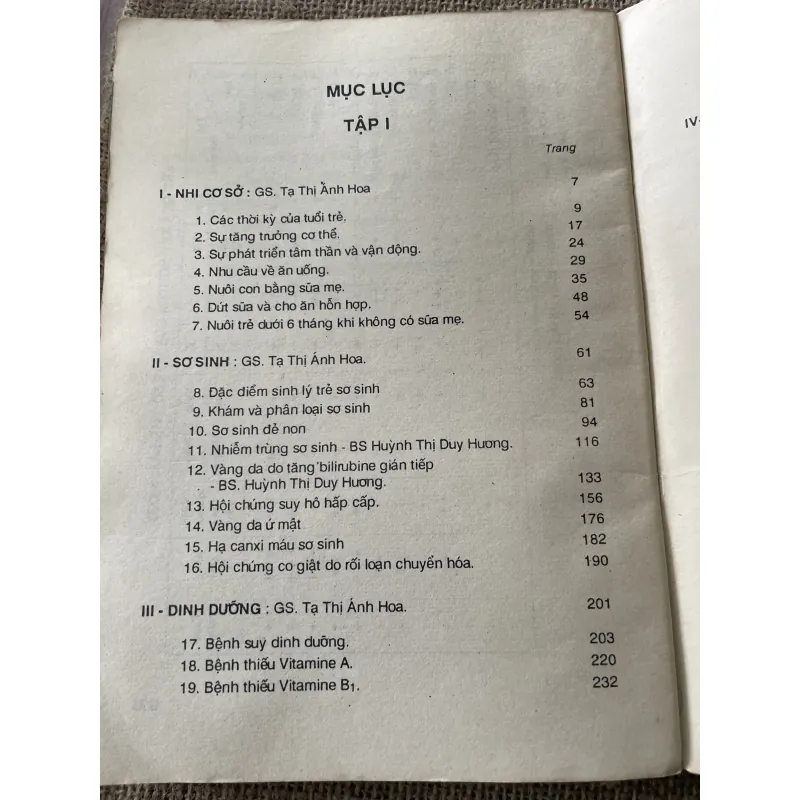 MỤC LỤC
TẬP I
Trang
I - NHI CƠ SỞ : GS. Tạ Thị Ảnh Hoa 7
1. Các thời kỳ của tuổi trẻ. 9
2. Sự tăng trưởng cơ thể. 17
3. Sự phát triển tâm thần và vận động. 24
4. Nhu cầu về ăn uống. 29
5. Nuôi con bằng sữa mẹ. 35
6. Dứt sữa và cho ăn hỗn hợp. 48
7. Nuôi trẻ dưới 6 tháng khi không có sữa mẹ. 54
II - SƠ SINH : GS. Tạ Thị Ánh Hoa. 61
8. Đặc điểm sinh lý trẻ sơ sinh 63
9. Khám và phân loại sơ sinh 81
10. Sơ sinh đẻ non 94
11. Nhiễm trùng sơ sinh - BS Huỳnh Thị Duy Hương. 116
12. Vàng da do tăng bilirubine gián tiếp
- BS. Huỳnh Thị Duy Hương. 133
13. Hội chứng suy hô hấp cấp. 156
14. Vàng da ứ mật 176
15. Hạ canxi máu sơ sinh 182
16. Hội chứng co giật do rối loạn chuyển hóa. 190
III - DINH DƯỠNG : GS. Tạ Thị Ánh Hoa. 201
17. Bệnh suy dinh dưỡng. 203
18. Bệnh thiếu Vitamine A. 220
19. Bệnh thiếu Vitamine B1. 232
IV-